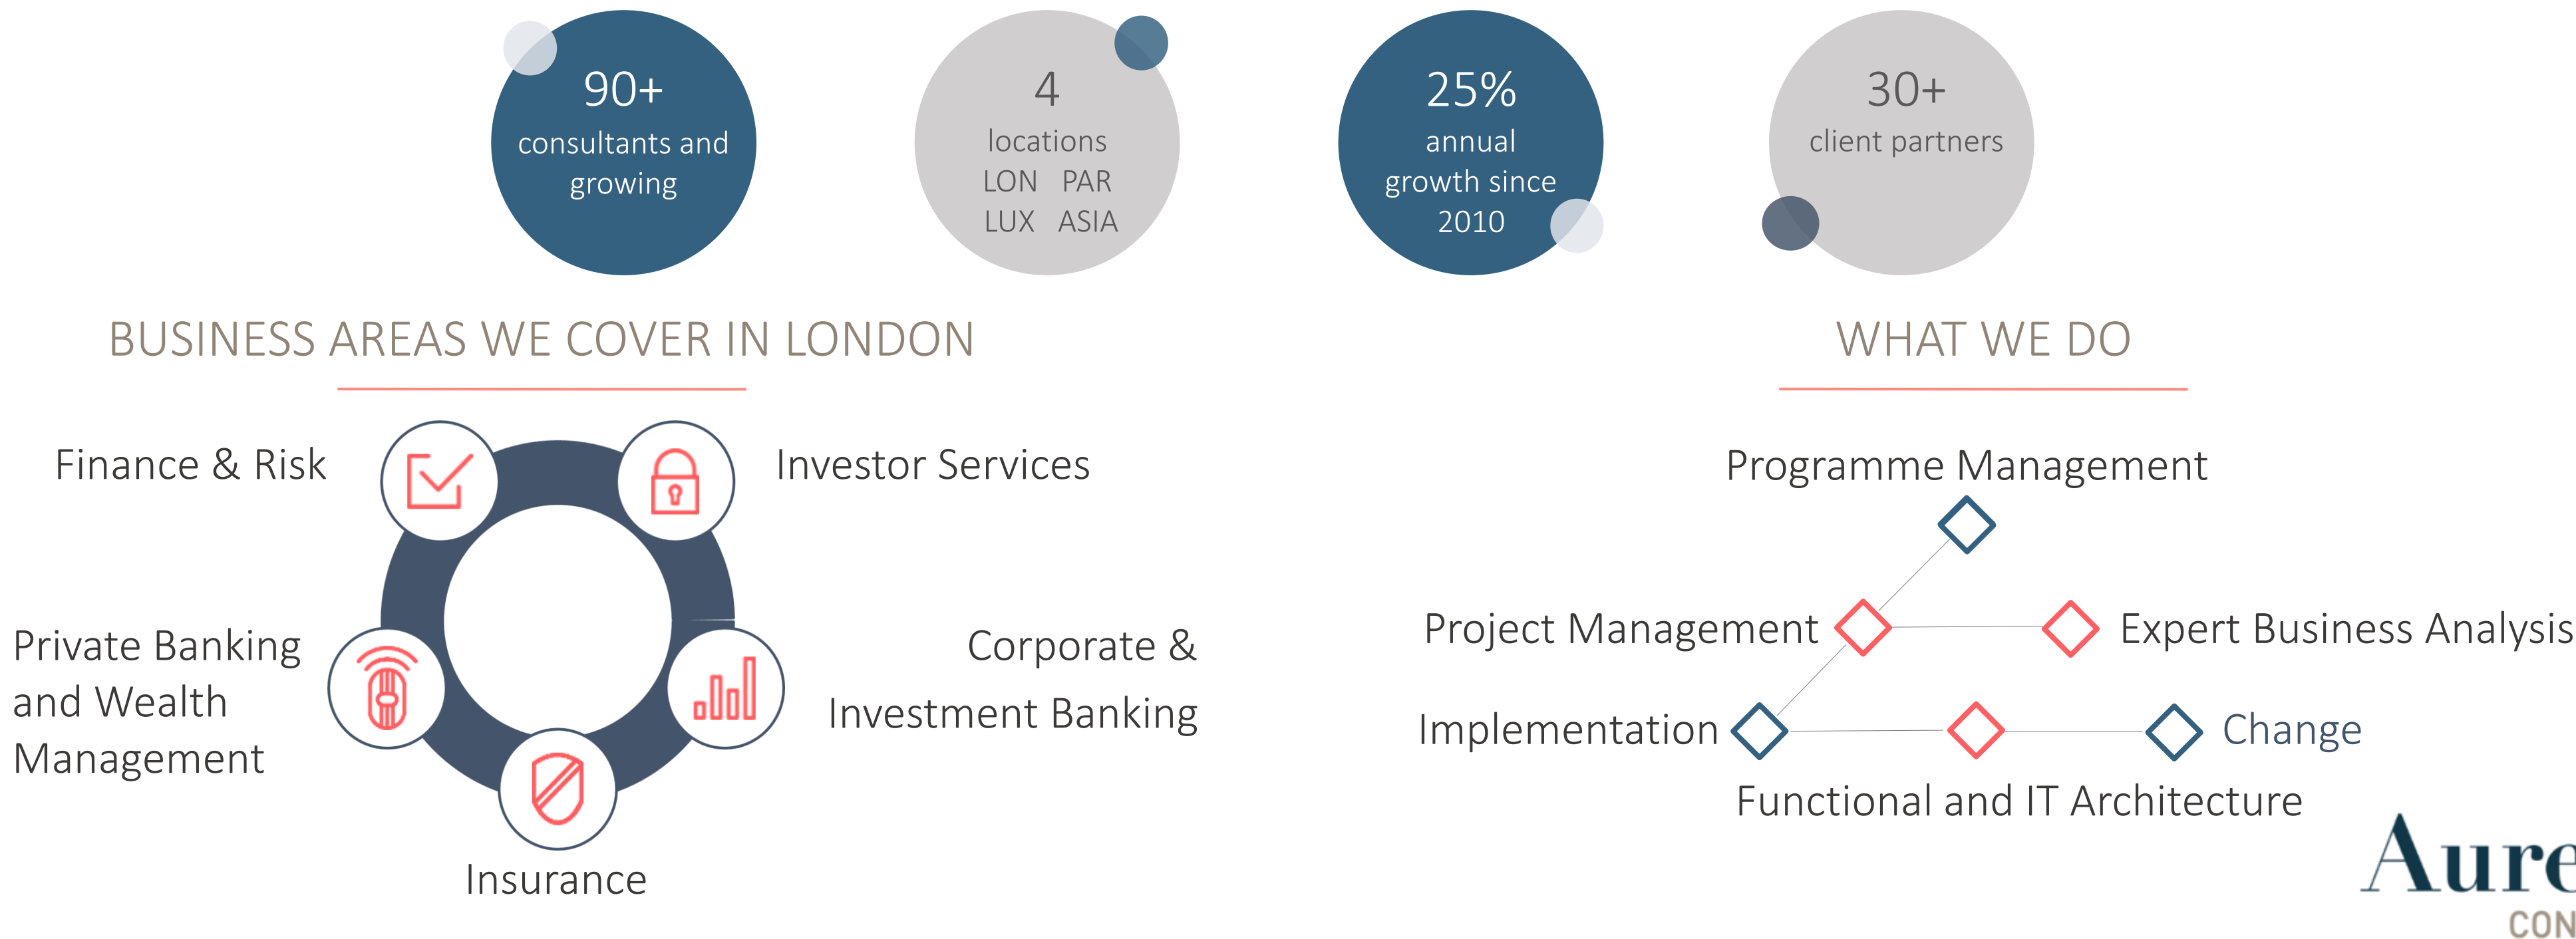 90+
consultants and
growing
4
locations
LON PAR
LUX ASIA
25%
annual
growth since
2010
30+
client partners
BUSINESS AREAS WE COVER IN LONDON
Finance & Risk
Investor Services
Private Banking
and Wealth
Management
Corporate &
Investment Banking
Insurance
WHAT WE DO
Programme Management
Project Management
Expert Business Analysis
Implementation
Change
Functional and IT Architecture